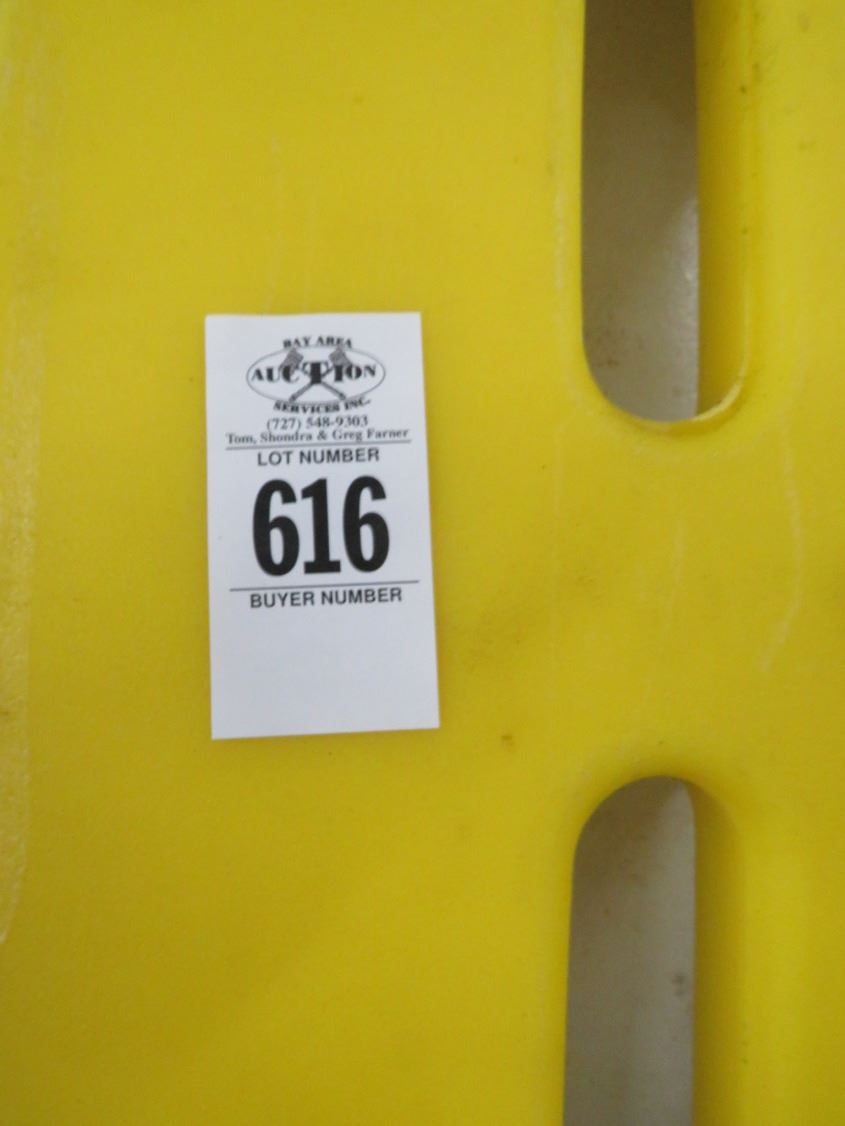 BAY AREA
AUCTION
SERVICES INC.
(727) 548-9303
Tom, Shondra & Greg Farner
LOT NUMBER
616
BUYER NUMBER